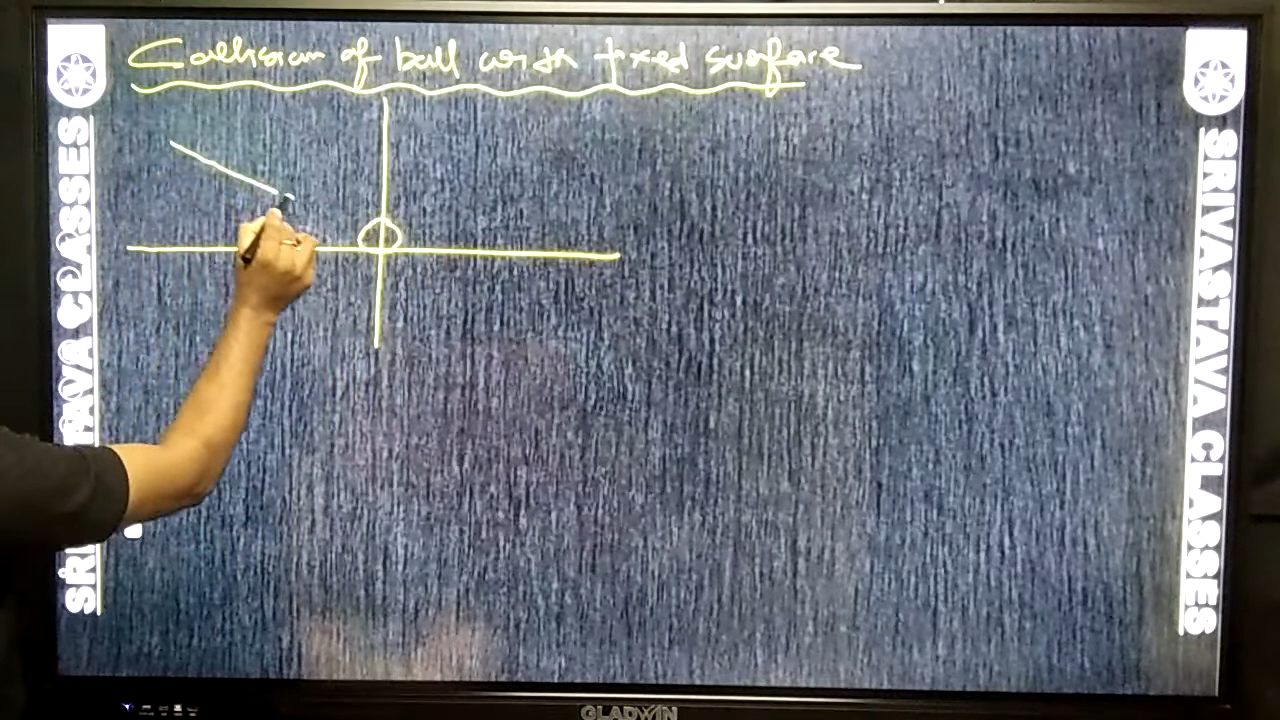 Collision of ball with fixed surface
SRIVASTAVA CLASSES
SRIVASTAVA CLASSES
GLADWIN